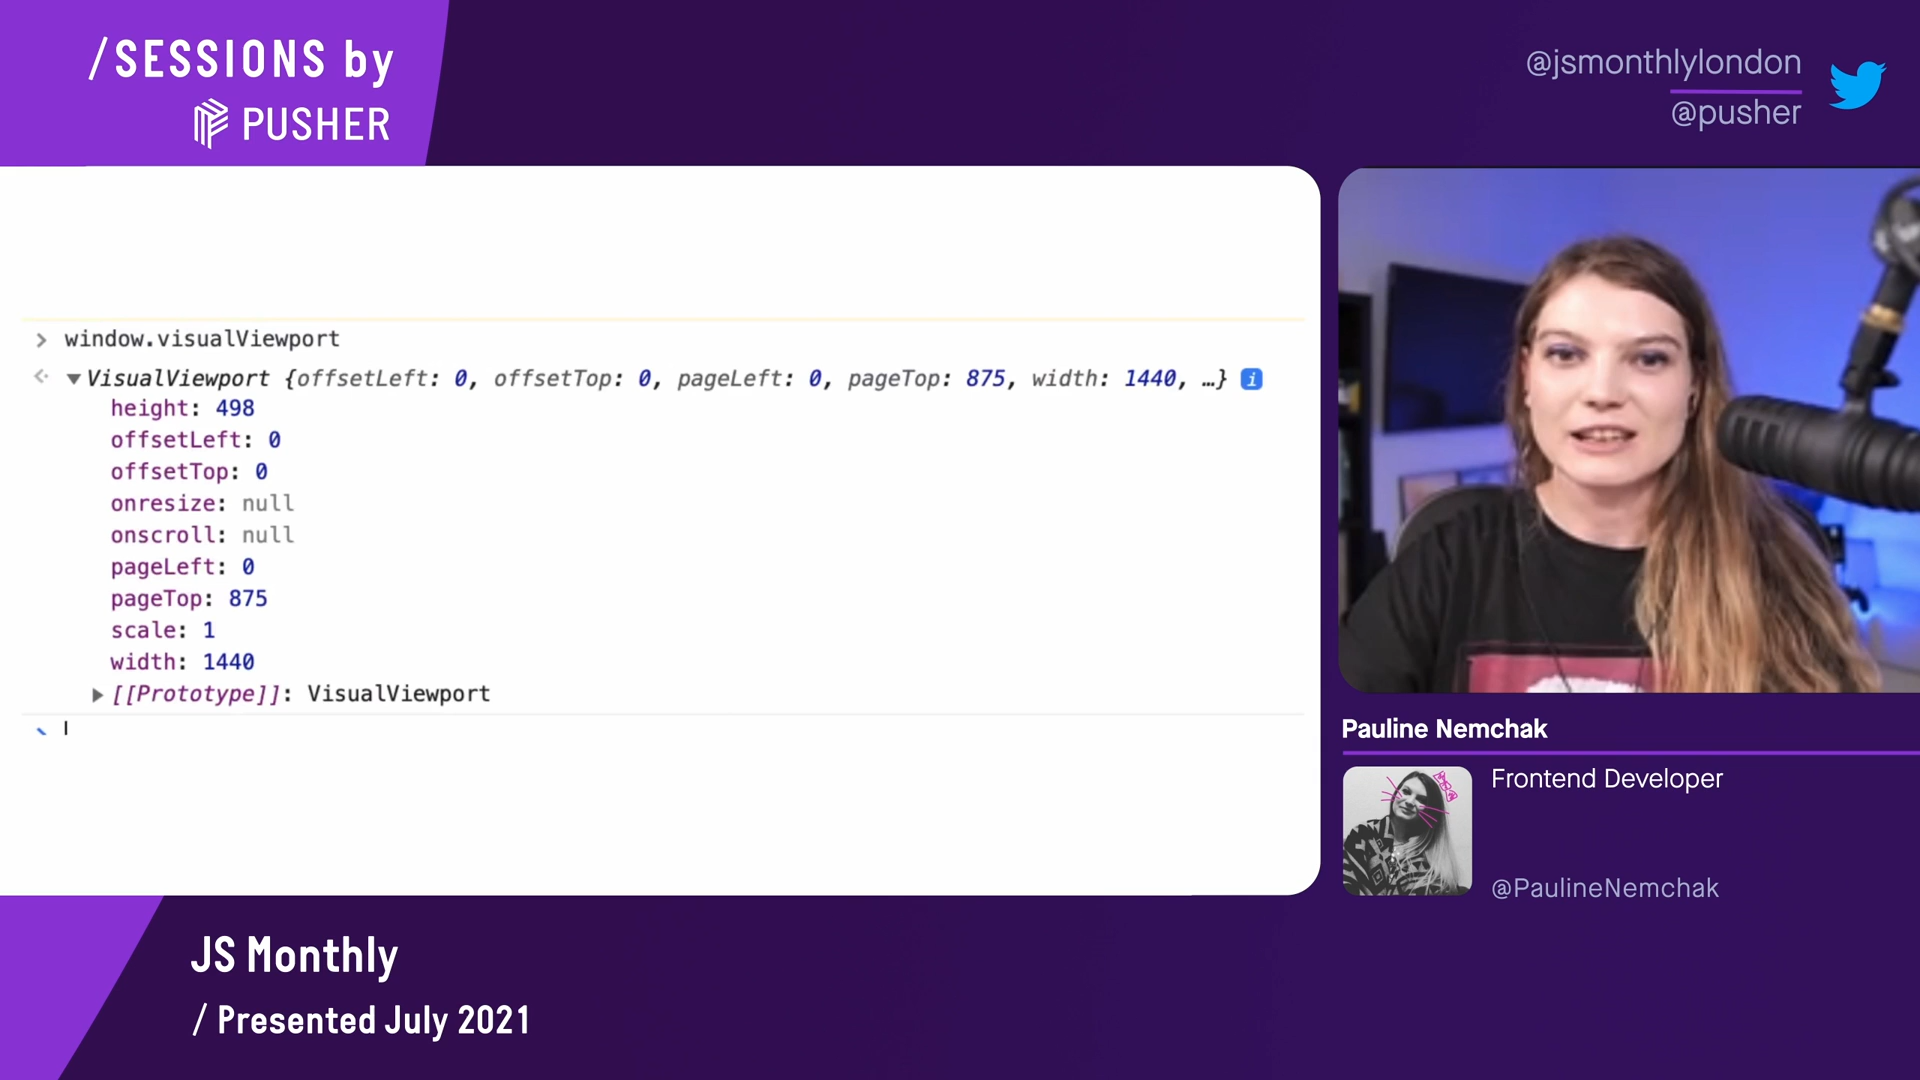 /SESSIONS by
PUSHER
@jsmonthlylondon
@pusher
window.visualViewport
VisualViewport {offsetLeft: 0, offsetTop: 0, pageLeft: 0, pageTop: 875, width: 1440, …} i
height: 498
offsetLeft: 0
offsetTop: 0
onresize: null
onscroll: null
pageLeft: 0
pageTop: 875
scale: 1
width: 1440
[[Prototype]]: VisualViewport
Pauline Nemchak
Frontend Developer
@PaulineNemchak
JS Monthly
/ Presented July 2021